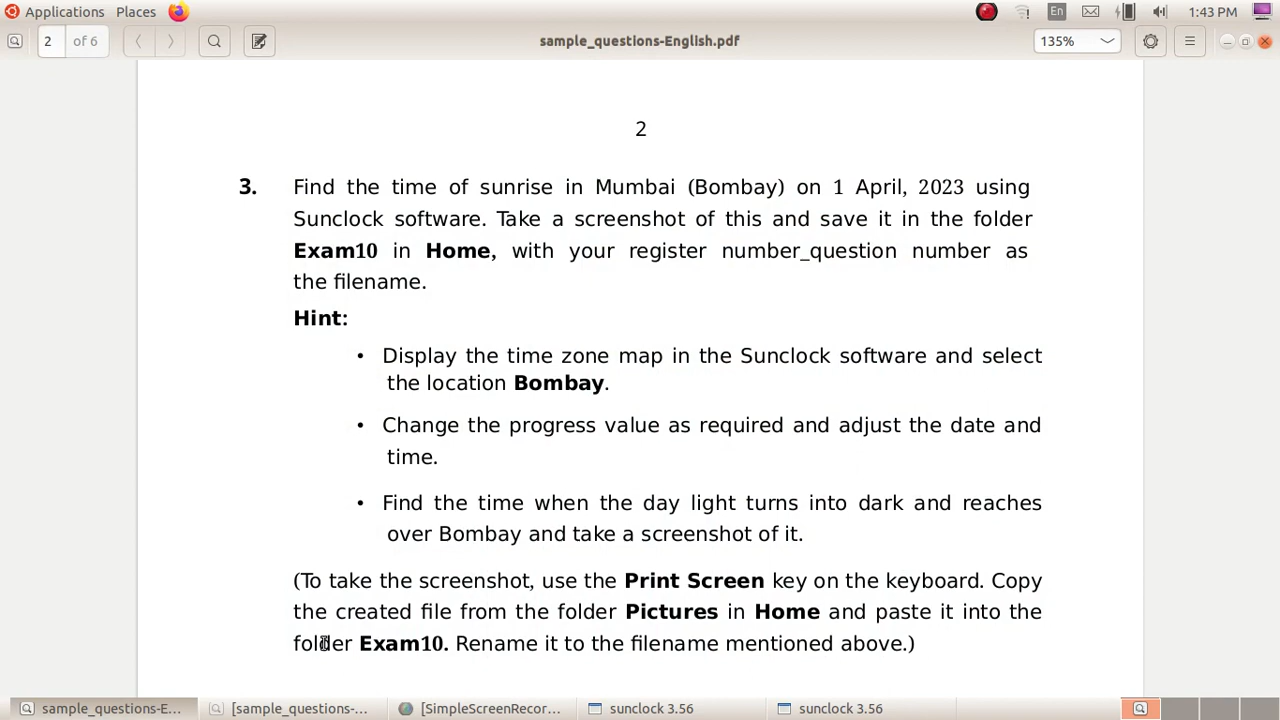 Applications Places En 1:43 PM
2 of 6 sample_questions-English.pdf 135%
2
3. Find the time of sunrise in Mumbai (Bombay) on 1 April, 2023 using
Sunclock software. Take a screenshot of this and save it in the folder
Exam10 in Home, with your register number_question number as
the filename.
Hint:
• Display the time zone map in the Sunclock software and select
the location Bombay.
• Change the progress value as required and adjust the date and
time.
• Find the time when the day light turns into dark and reaches
over Bombay and take a screenshot of it.
(To take the screenshot, use the Print Screen key on the keyboard. Copy
the created file from the folder Pictures in Home and paste it into the
folder Exam10. Rename it to the filename mentioned above.)
sample_questions-E... [sample_questions-... [SimpleScreenRecor... sunclock 3.56 sunclock 3.56